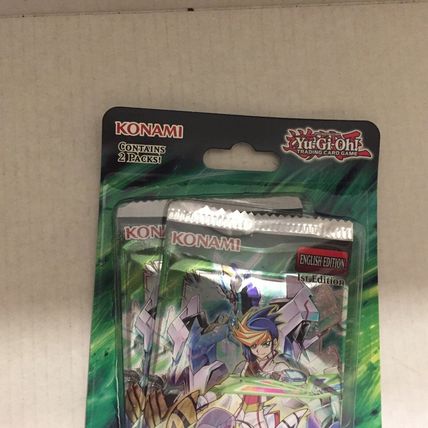 KONAMI
CONTAINS
2 PACKS!
Yu-Gi-Oh!
TRADING CARD GAME
KONAMI
KONAMI
ENGLISH EDITION
1st Edition